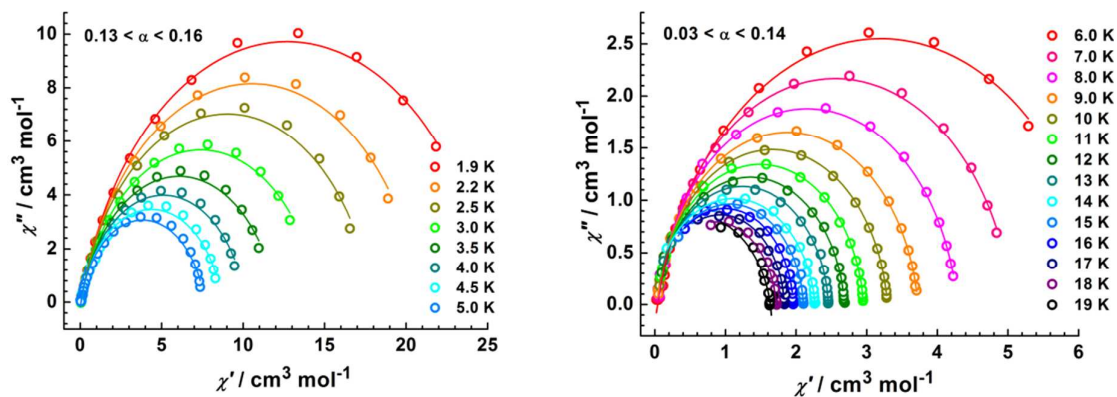 0.13 < α < 0.16
10
8
6
4
2
0
χ″ / cm³ mol⁻¹
1.9 K
2.2 K
2.5 K
3.0 K
3.5 K
4.0 K
4.5 K
5.0 K
0 5 10 15 20 25
χ′ / cm³ mol⁻¹
0.03 < α < 0.14
2.5
2.0
1.5
1.0
0.5
0.0
χ″ / cm³ mol⁻¹
6.0 K
7.0 K
8.0 K
9.0 K
10 K
11 K
12 K
13 K
14 K
15 K
16 K
17 K
18 K
19 K
0 1 2 3 4 5 6
χ′ / cm³ mol⁻¹